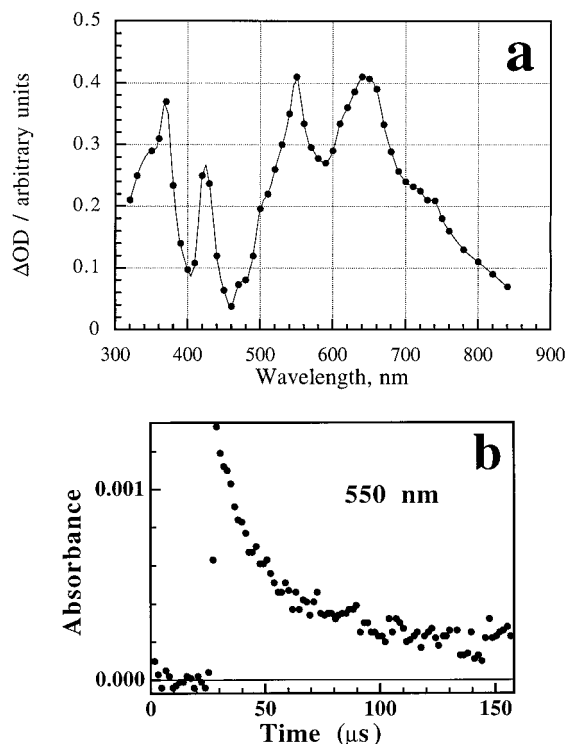 a
ΔOD / arbitrary units
0.5
0.4
0.3
0.2
0.1
0
300 400 500 600 700 800 900
Wavelength, nm
b
550 nm
Absorbance
0.001
0.000
0 50 100 150
Time (μs)